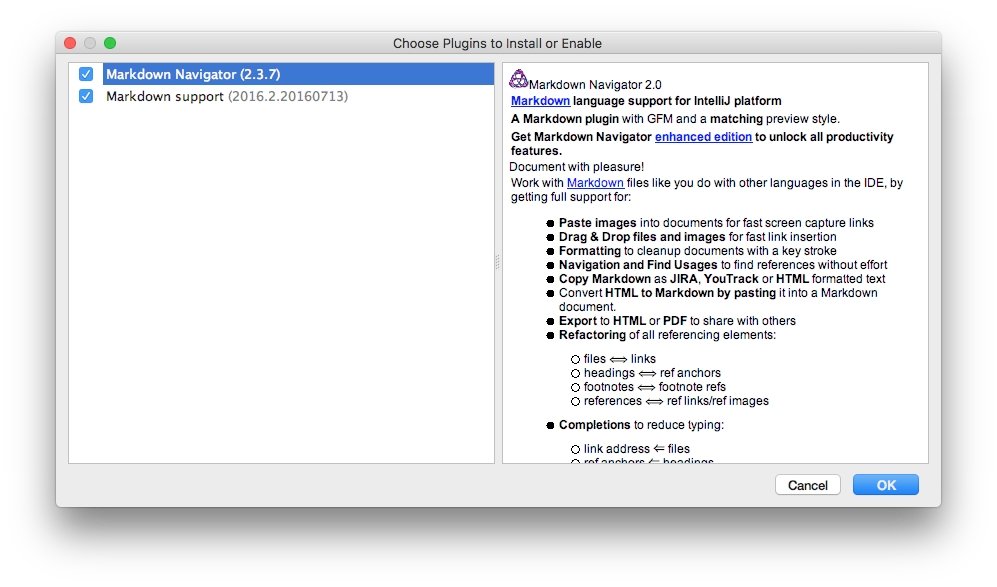 Choose Plugins to Install or Enable
Markdown Navigator (2.3.7)
Markdown support (2016.2.20160713)
Markdown Navigator 2.0
Markdown language support for IntelliJ platform
A Markdown plugin with GFM and a matching preview style.
Get Markdown Navigator enhanced edition to unlock all productivity
features.
Document with pleasure!
Work with Markdown files like you do with other languages in the IDE, by
getting full support for:
Paste images into documents for fast screen capture links
Drag & Drop files and images for fast link insertion
Formatting to cleanup documents with a key stroke
Navigation and Find Usages to find references without effort
Copy Markdown as JIRA, YouTrack or HTML formatted text
Convert HTML to Markdown by pasting it into a Markdown
document.
Export to HTML or PDF to share with others
Refactoring of all referencing elements:
files ⟺ links
headings ⟺ ref anchors
footnotes ⟺ footnote refs
references ⟺ ref links/ref images
Completions to reduce typing:
link address ⇐ files
ref anchors ⇐ headings
Cancel
OK